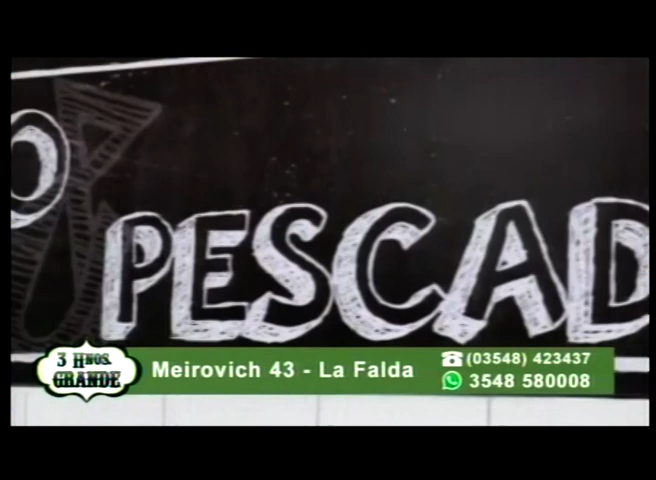 PESCAD
3 HNOS.
GRANDE
Meirovich 43 - La Falda
(03548) 423437
3548 580008